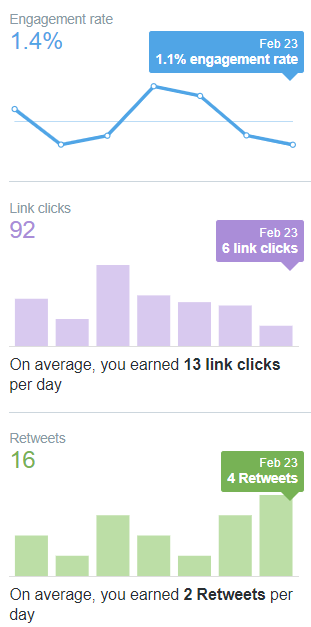 Engagement rate
1.4%
Feb 23
1.1% engagement rate
Link clicks
92
Feb 23
6 link clicks
On average, you earned 13 link clicks
per day
Retweets
16
Feb 23
4 Retweets
On average, you earned 2 Retweets per
day